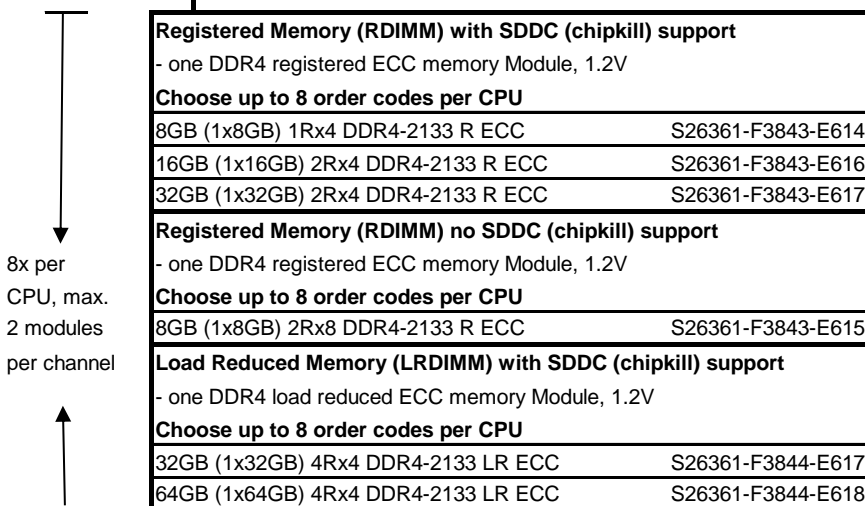 Registered Memory (RDIMM) with SDDC (chipkill) support
- one DDR4 registered ECC memory Module, 1.2V
Choose up to 8 order codes per CPU
8GB (1x8GB) 1Rx4 DDR4-2133 R ECC S26361-F3843-E614
16GB (1x16GB) 2Rx4 DDR4-2133 R ECC S26361-F3843-E616
32GB (1x32GB) 2Rx4 DDR4-2133 R ECC S26361-F3843-E617
Registered Memory (RDIMM) no SDDC (chipkill) support
8x per - one DDR4 registered ECC memory Module, 1.2V
CPU, max. Choose up to 8 order codes per CPU
2 modules 8GB (1x8GB) 2Rx8 DDR4-2133 R ECC S26361-F3843-E615
per channel Load Reduced Memory (LRDIMM) with SDDC (chipkill) support
- one DDR4 load reduced ECC memory Module, 1.2V
Choose up to 8 order codes per CPU
32GB (1x32GB) 4Rx4 DDR4-2133 LR ECC S26361-F3844-E617
64GB (1x64GB) 4Rx4 DDR4-2133 LR ECC S26361-F3844-E618